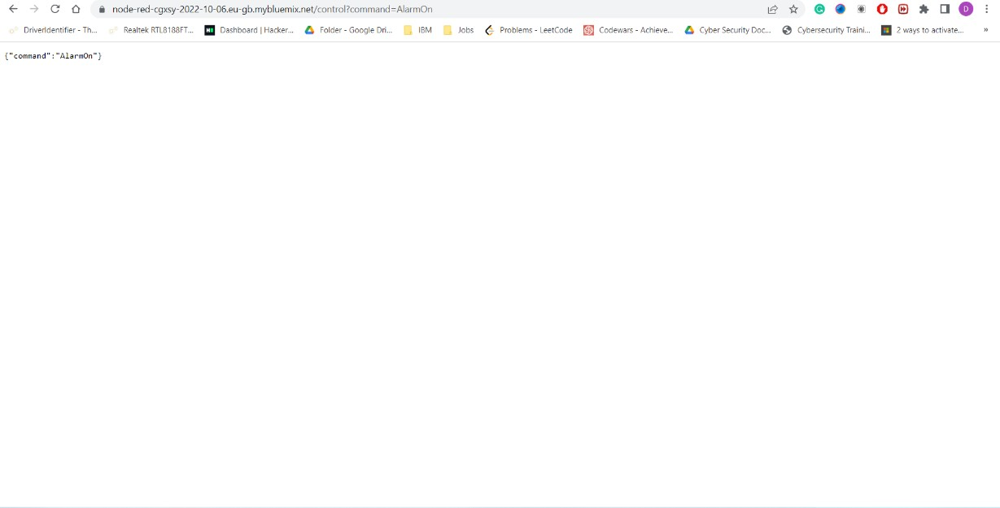 node-red-cgxsy-2022-10-06.eu-gb.mybluemix.net/control?command=AlarmOn
DriverIdentifier - Th... Realtek RTL8188FT... Dashboard | Hacker... Folder - Google Dri... IBM Jobs Problems - LeetCode Codewars - Achieve... Cyber Security Doc... Cybersecurity Traini... 2 ways to activate... »
{"command":"AlarmOn"}